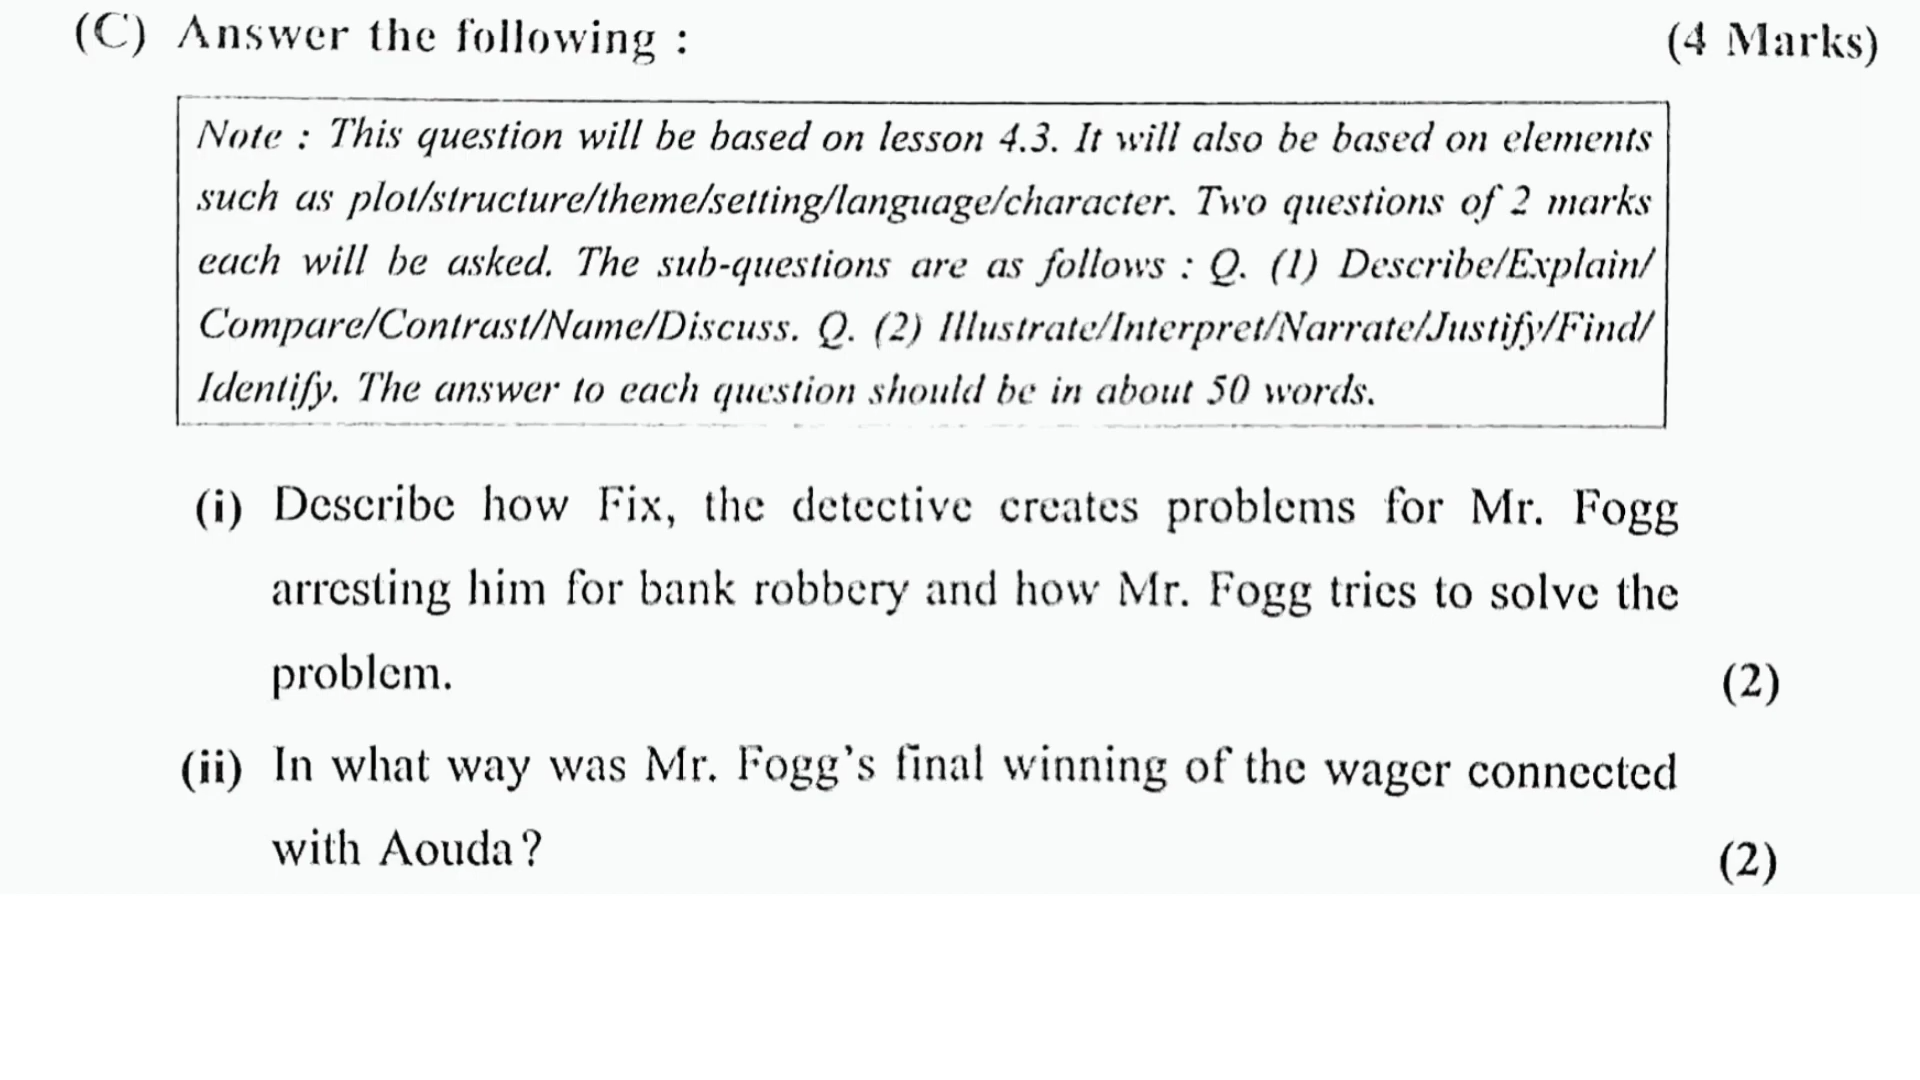 (C) Answer the following : (4 Marks)
Note : This question will be based on lesson 4.3. It will also be based on elements
such as plot/structure/theme/setting/language/character. Two questions of 2 marks
each will be asked. The sub-questions are as follows : Q. (1) Describe/Explain/
Compare/Contrast/Name/Discuss. Q. (2) Illustrate/Interpret/Narrate/Justify/Find/
Identify. The answer to each question should be in about 50 words.
(i) Describe how Fix, the detective creates problems for Mr. Fogg
arresting him for bank robbery and how Mr. Fogg tries to solve the
problem. (2)
(ii) In what way was Mr. Fogg's final winning of the wager connected
with Aouda? (2)